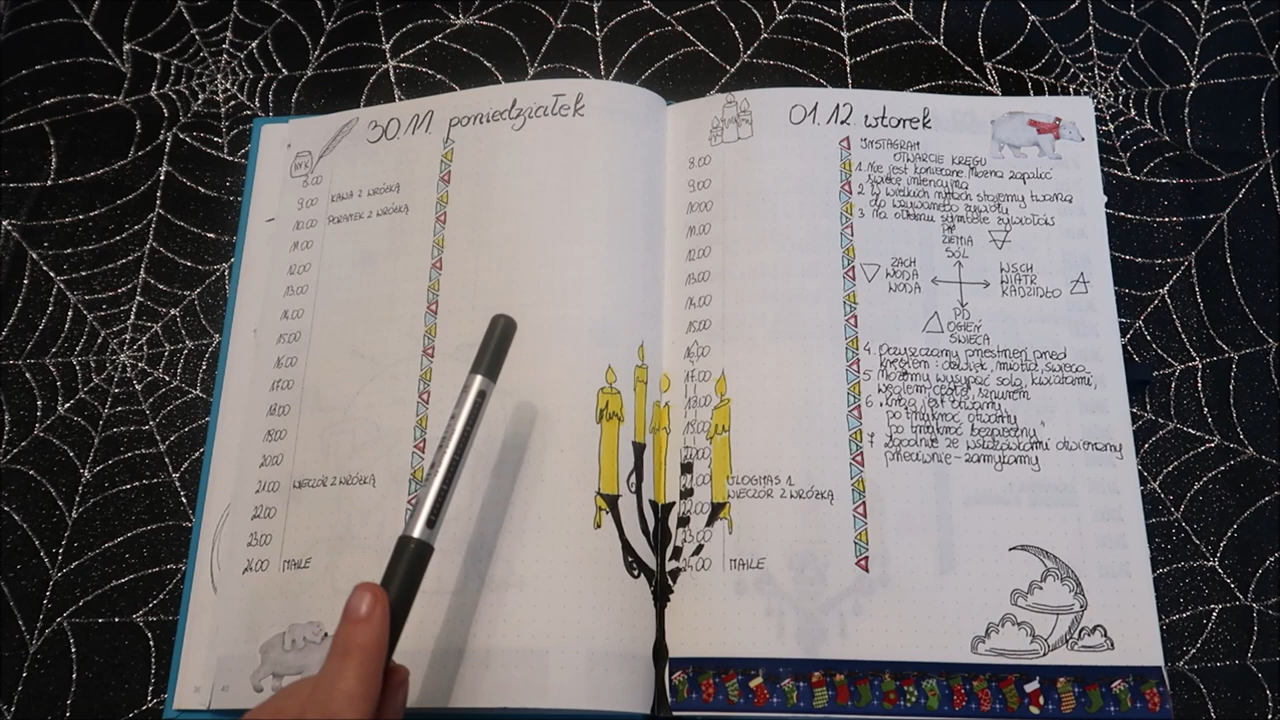 30.11. poniedziałek
8.00
9.00 KAWA Z WRÓŻKĄ
10.00 PORANEK Z WRÓŻKĄ
11.00
12.00
13.00
14.00
15.00
16.00
17.00
18.00
19.00
20.00
21.00 WIECZÓR Z WRÓŻKĄ
22.00
23.00
24.00 MAILE
01.12. wtorek
8.00
9.00
10.00
11.00
12.00
13.00
14.00
15.00
16.00
17.00
18.00
19.00
20.00
21.00 VLOGMAS 1
WIECZÓR Z WRÓŻKĄ
22.00
23.00
24.00 MAILE
INSTAGRAM
OTWARCIE KRĘGU
1. Nie jest konieczne. Można zapalić
świecę intencyjną
2. W wielkich rytach stajemy twarzą
do wzywanego żywiołu
3. Na ołtarzu symbole żywiołów
PN
ZIEMIA
SÓL
ZACH
WODA
WODA
WSCH
WIATR
KADZIDŁO
PD
OGIEŃ
ŚWIECA
4. Oczyszczamy przestrzeń przed
kręgiem: dźwięk, miotła, świeca
5. Możemy wysypać solą, kwiatami,
węglem, sznurem
6. Krąg jest otwarty
po trzykroć otwarty
po trzykroć bezpieczny"
7. Zgodnie ze wskazówkami otwieramy
przeciwnie - zamykamy